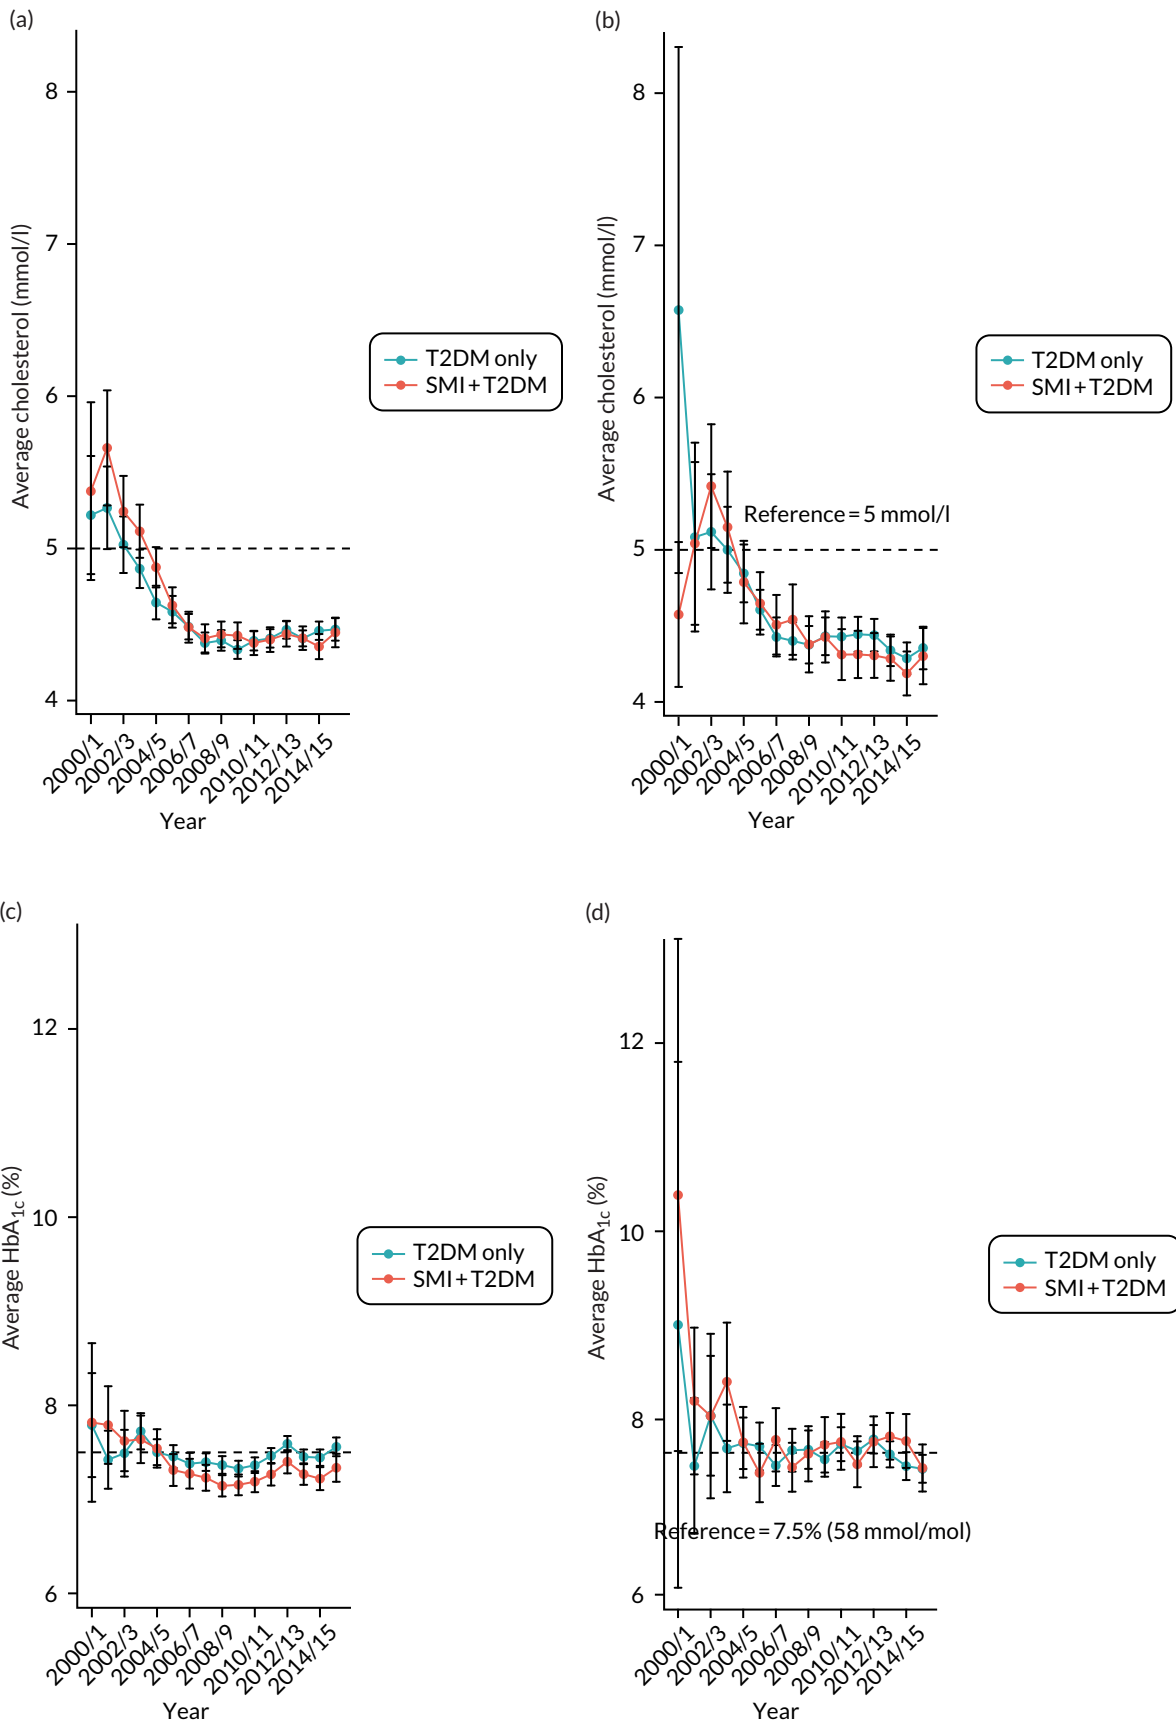 (a)
8
7
6
5
4
Average cholesterol (mmol/l)
T2DM only
SMI + T2DM
2000/1
2002/3
2004/5
2006/7
2008/9
2010/11
2012/13
2014/15
Year
(b)
8
7
6
5
4
Average cholesterol (mmol/l)
Reference = 5 mmol/l
T2DM only
SMI + T2DM
2000/1
2002/3
2004/5
2006/7
2008/9
2010/11
2012/13
2014/15
Year
(c)
12
10
8
6
Average HbA1c (%)
T2DM only
SMI + T2DM
2000/1
2002/3
2004/5
2006/7
2008/9
2010/11
2012/13
2014/15
Year
(d)
12
10
8
6
Average HbA1c (%)
T2DM only
SMI + T2DM
Reference = 7.5% (58 mmol/mol)
2000/1
2002/3
2004/5
2006/7
2008/9
2010/11
2012/13
2014/15
Year